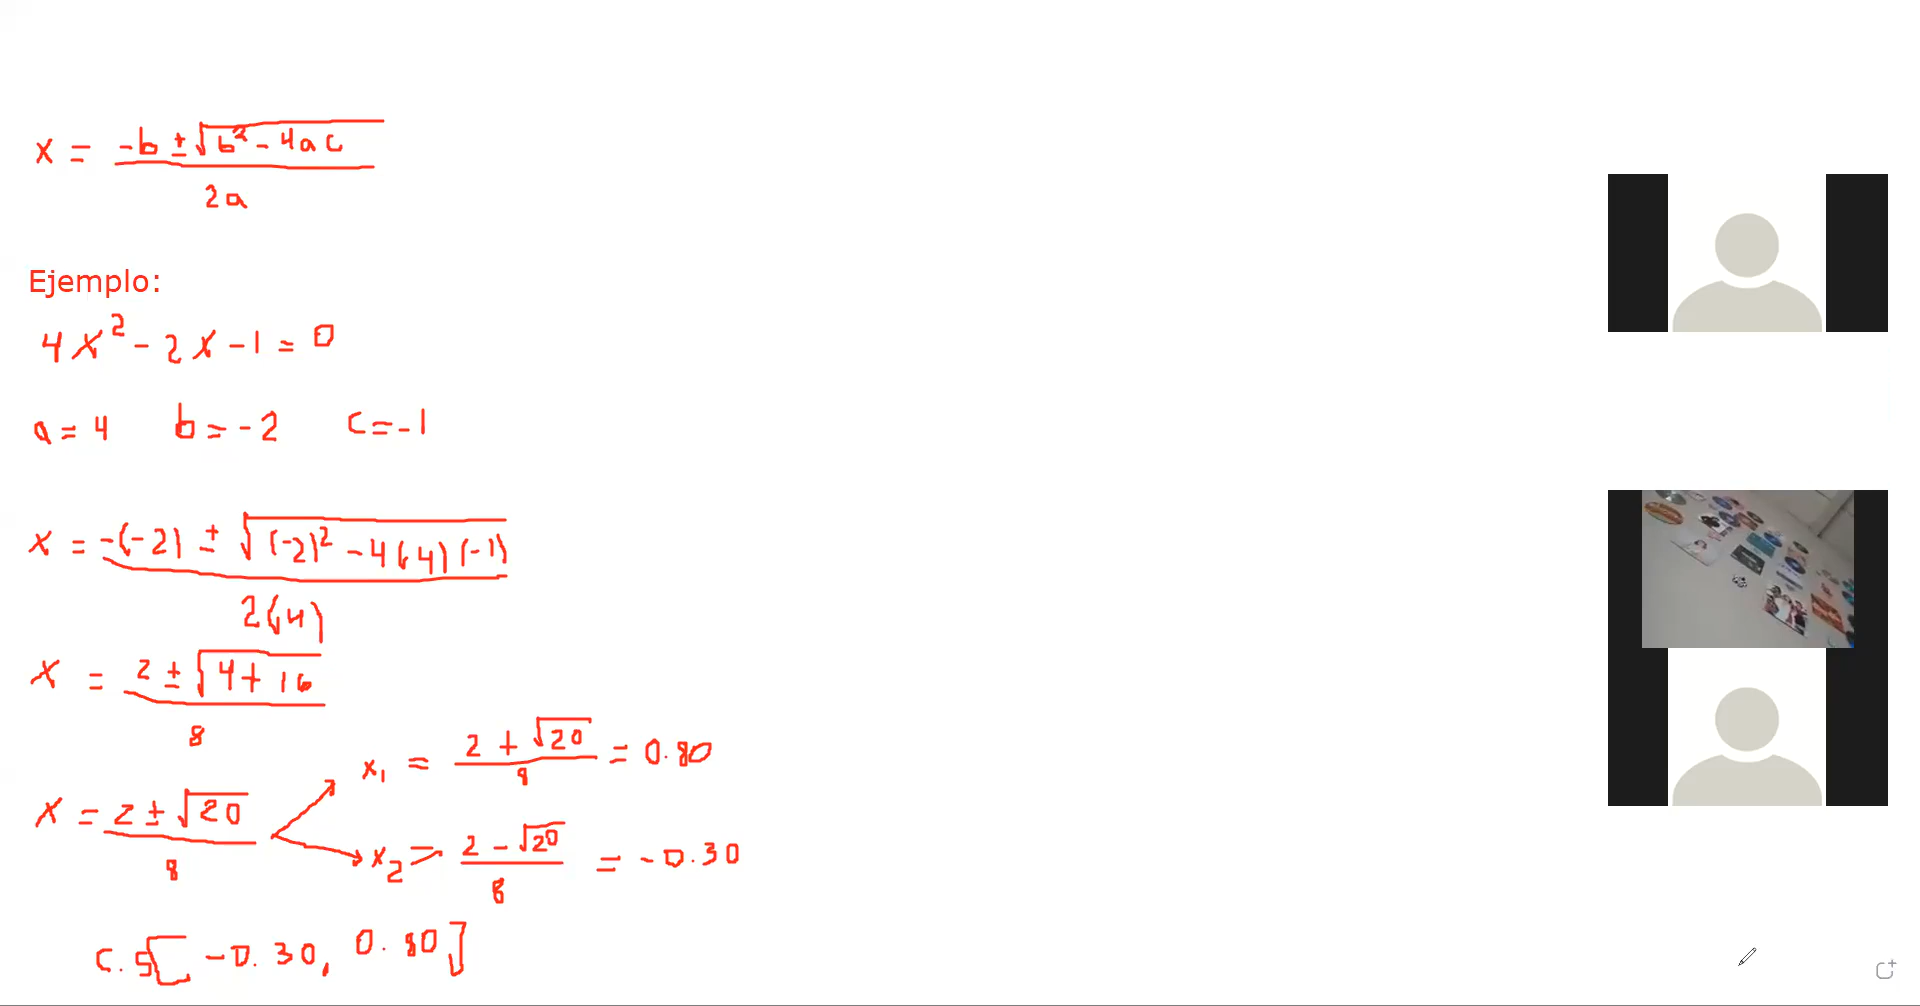 x = -b ± √b² - 4ac / 2a
Ejemplo:
4x² - 2x - 1 = 0
a = 4 b = -2 c = -1
x = -(-2) ± √(-2)² - 4(4)(-1) / 2(4)
x = 2 ± √4 + 16 / 8
x₁ = 2 + √20 / 8 = 0.80
x = 2 ± √20 / 8
x₂ = 2 - √20 / 8 = -0.30
C.S[ -0.30, 0.80]